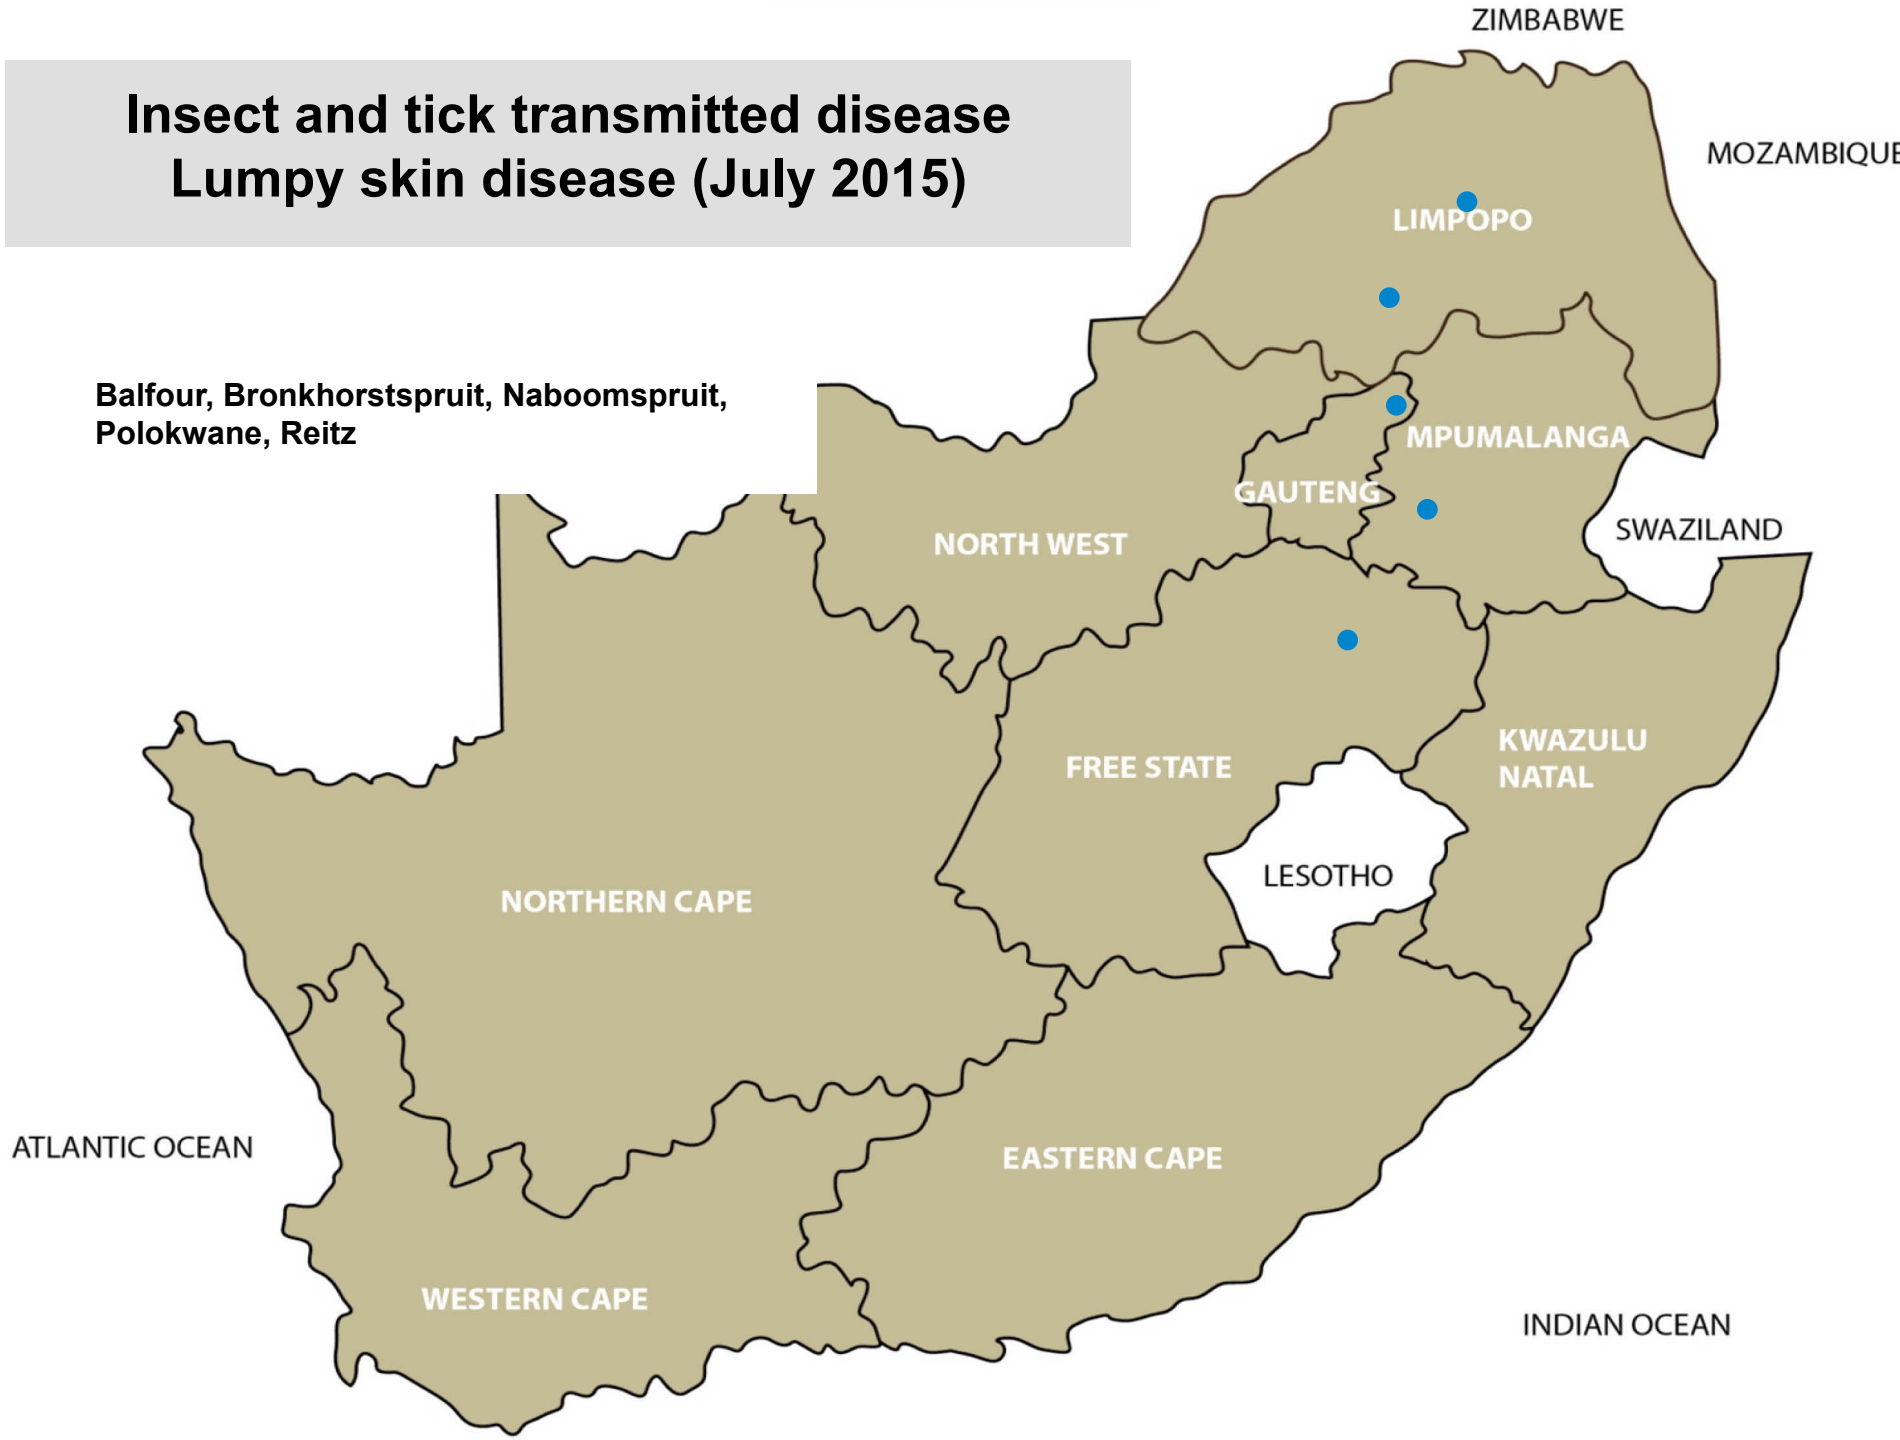 ZIMBABWE
Insect and tick transmitted disease
Lumpy skin disease (July 2015)
MOZAMBIQUE
LIMPOPO
Balfour, Bronkhorstspruit, Naboomspruit,
Polokwane, Reitz
MPUMALANGA
GAUTENG
SWAZILAND
NORTH WEST
KWAZULU
NATAL
FREE STATE
LESOTHO
NORTHERN CAPE
ATLANTIC OCEAN
EASTERN CAPE
WESTERN CAPE
INDIAN OCEAN